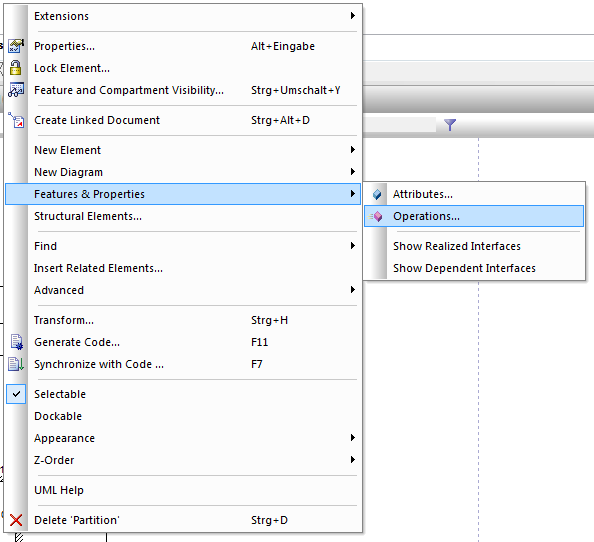 Extensions
Properties... Alt+Eingabe
Lock Element...
Feature and Compartment Visibility... Strg+Umschalt+Y
Create Linked Document Strg+Alt+D
New Element
New Diagram
Features & Properties
Attributes...
Structural Elements...
Operations...
Find
Show Realized Interfaces
Insert Related Elements...
Show Dependent Interfaces
Advanced
Transform... Strg+H
Generate Code... F11
Synchronize with Code ... F7
Selectable
Dockable
Appearance
Z-Order
UML Help
Delete 'Partition' Strg+D